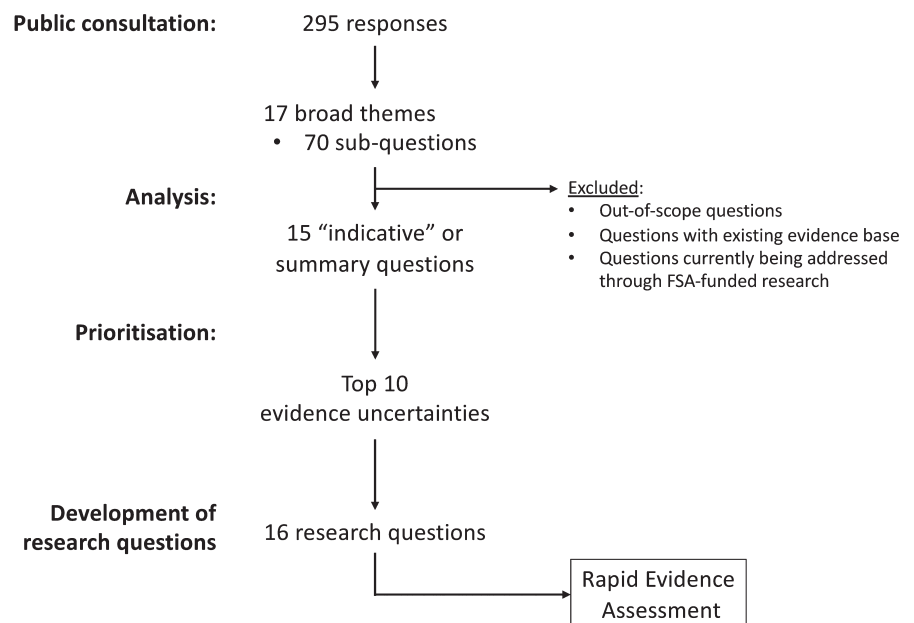 Public consultation: 295 responses
17 broad themes
• 70 sub-questions
Analysis:
Excluded:
• Out-of-scope questions
• Questions with existing evidence base
• Questions currently being addressed
through FSA-funded research
15 “indicative” or
summary questions
Prioritisation:
Top 10
evidence uncertainties
Development of
research questions
16 research questions
Rapid Evidence
Assessment